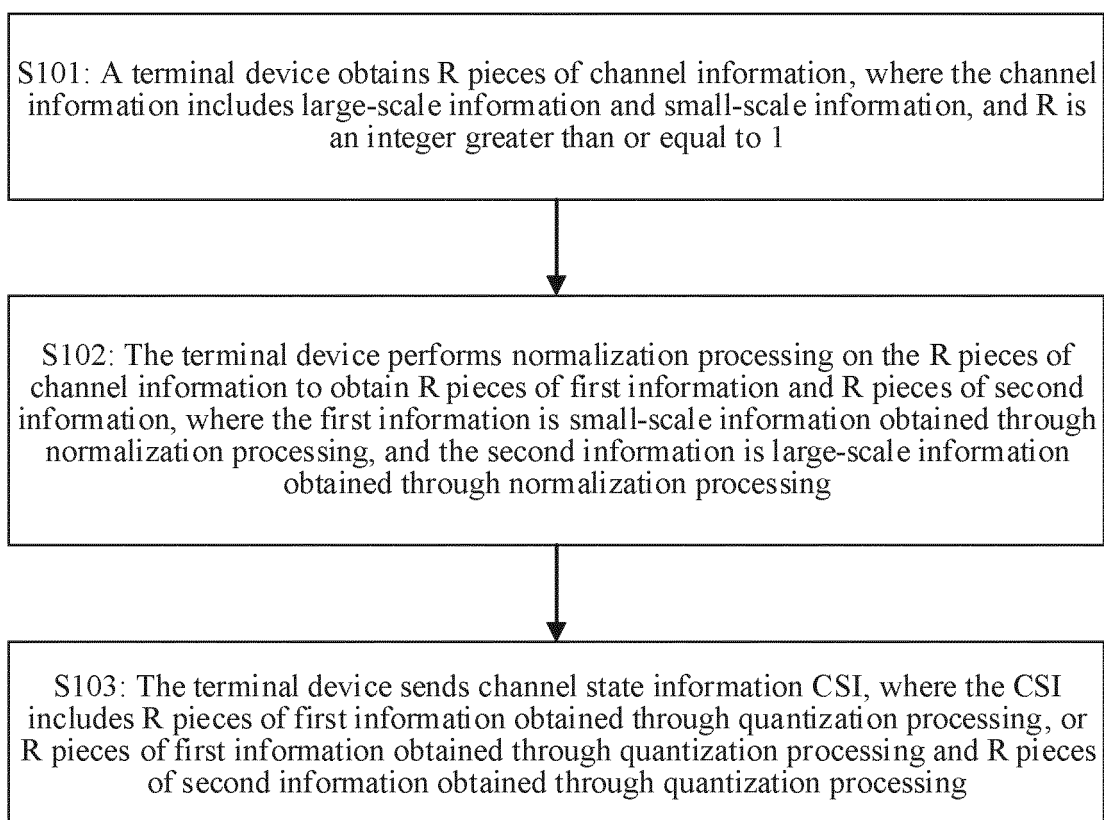 S101: A terminal device obtains R pieces of channel information, where the channel
information includes large-scale information and small-scale information, and R is
an integer greater than or equal to 1
S102: The terminal device performs normalization processing on the R pieces of
channel information to obtain R pieces of first information and R pieces of second
information, where the first information is small-scale information obtained through
normalization processing, and the second information is large-scale information
obtained through normalization processing
S103: The terminal device sends channel state information CSI, where the CSI
includes R pieces of first information obtained through quantization processing, or
R pieces of first information obtained through quantization processing and R pieces
of second information obtained through quantization processing